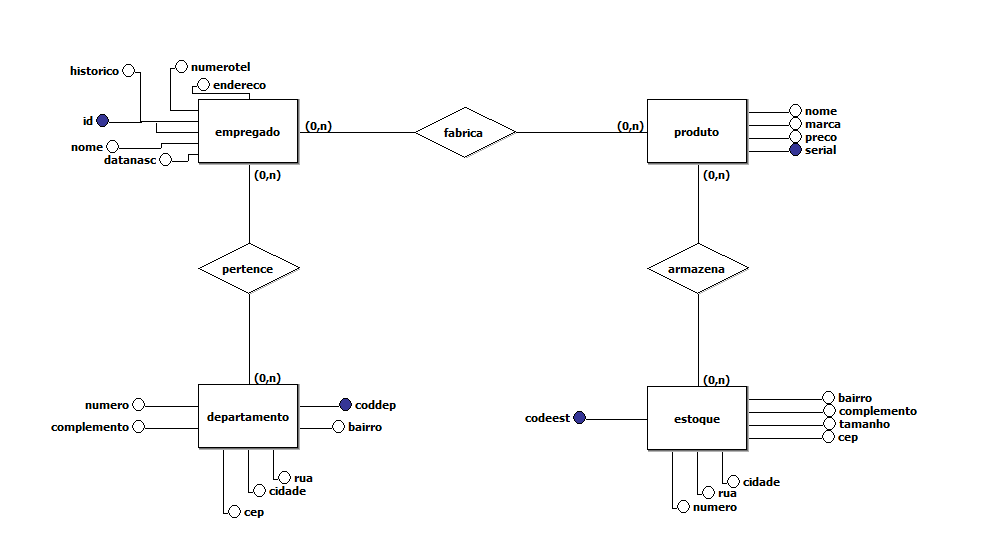 historico
numerotel
endereco
id
nome
datanasc
empregado
(0,n)
fabrica
(0,n)
produto
nome
marca
preco
serial
(0,n)
(0,n)
pertence
armazena
(0,n)
(0,n)
numero
complemento
departamento
coddep
bairro
rua
cidade
cep
codeest
estoque
bairro
complemento
tamanho
cep
cidade
rua
numero